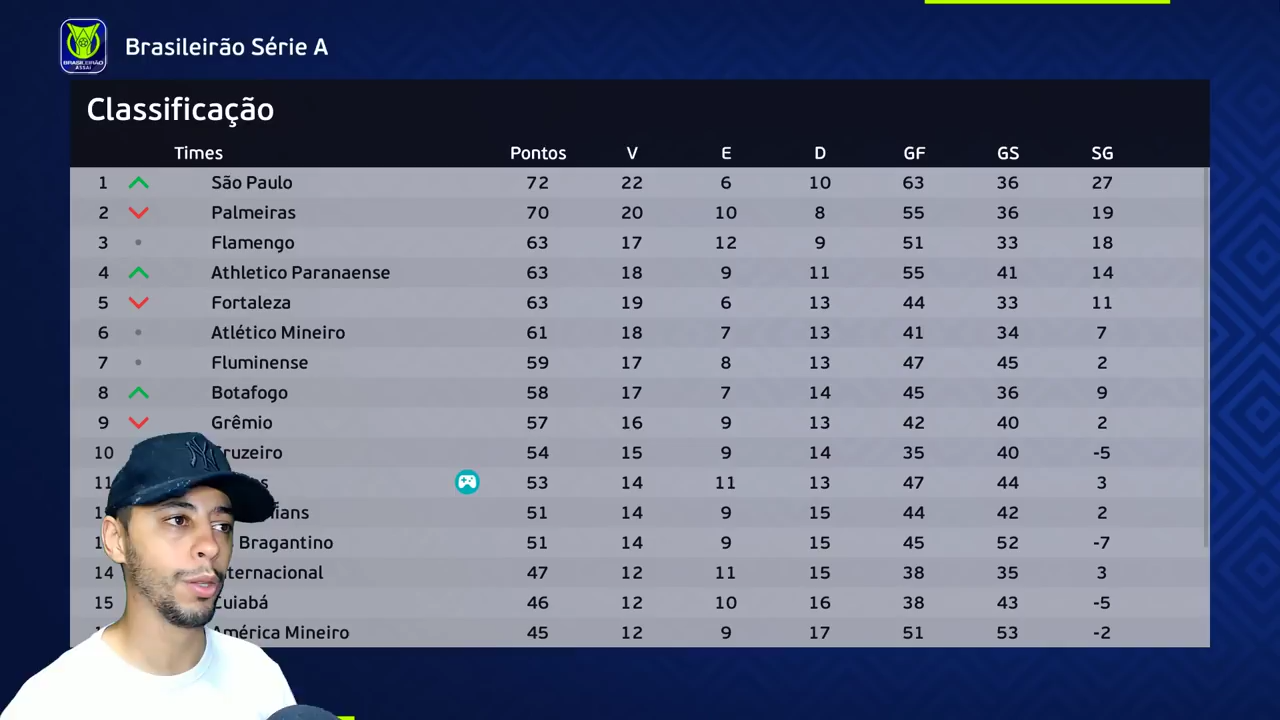 BRASILEIRÃO
ASSAÍ
Brasileirão Série A
Classificação
Times Pontos V E D GF GS SG
1 São Paulo 72 22 6 10 63 36 27
2 Palmeiras 70 20 10 8 55 36 19
3 Flamengo 63 17 12 9 51 33 18
4 Athletico Paranaense 63 18 9 11 55 41 14
5 Fortaleza 63 19 6 13 44 33 11
6 Atlético Mineiro 61 18 7 13 41 34 7
7 Fluminense 59 17 8 13 47 45 2
8 Botafogo 58 17 7 14 45 36 9
9 Grêmio 57 16 9 13 42 40 2
10 Cruzeiro 54 15 9 14 35 40 -5
11 53 14 11 13 47 44 3
51 14 9 15 44 42 2
Bragantino 51 14 9 15 45 52 -7
14 Internacional 47 12 11 15 38 35 3
15 Cuiabá 46 12 10 16 38 43 -5
América Mineiro 45 12 9 17 51 53 -2
NY